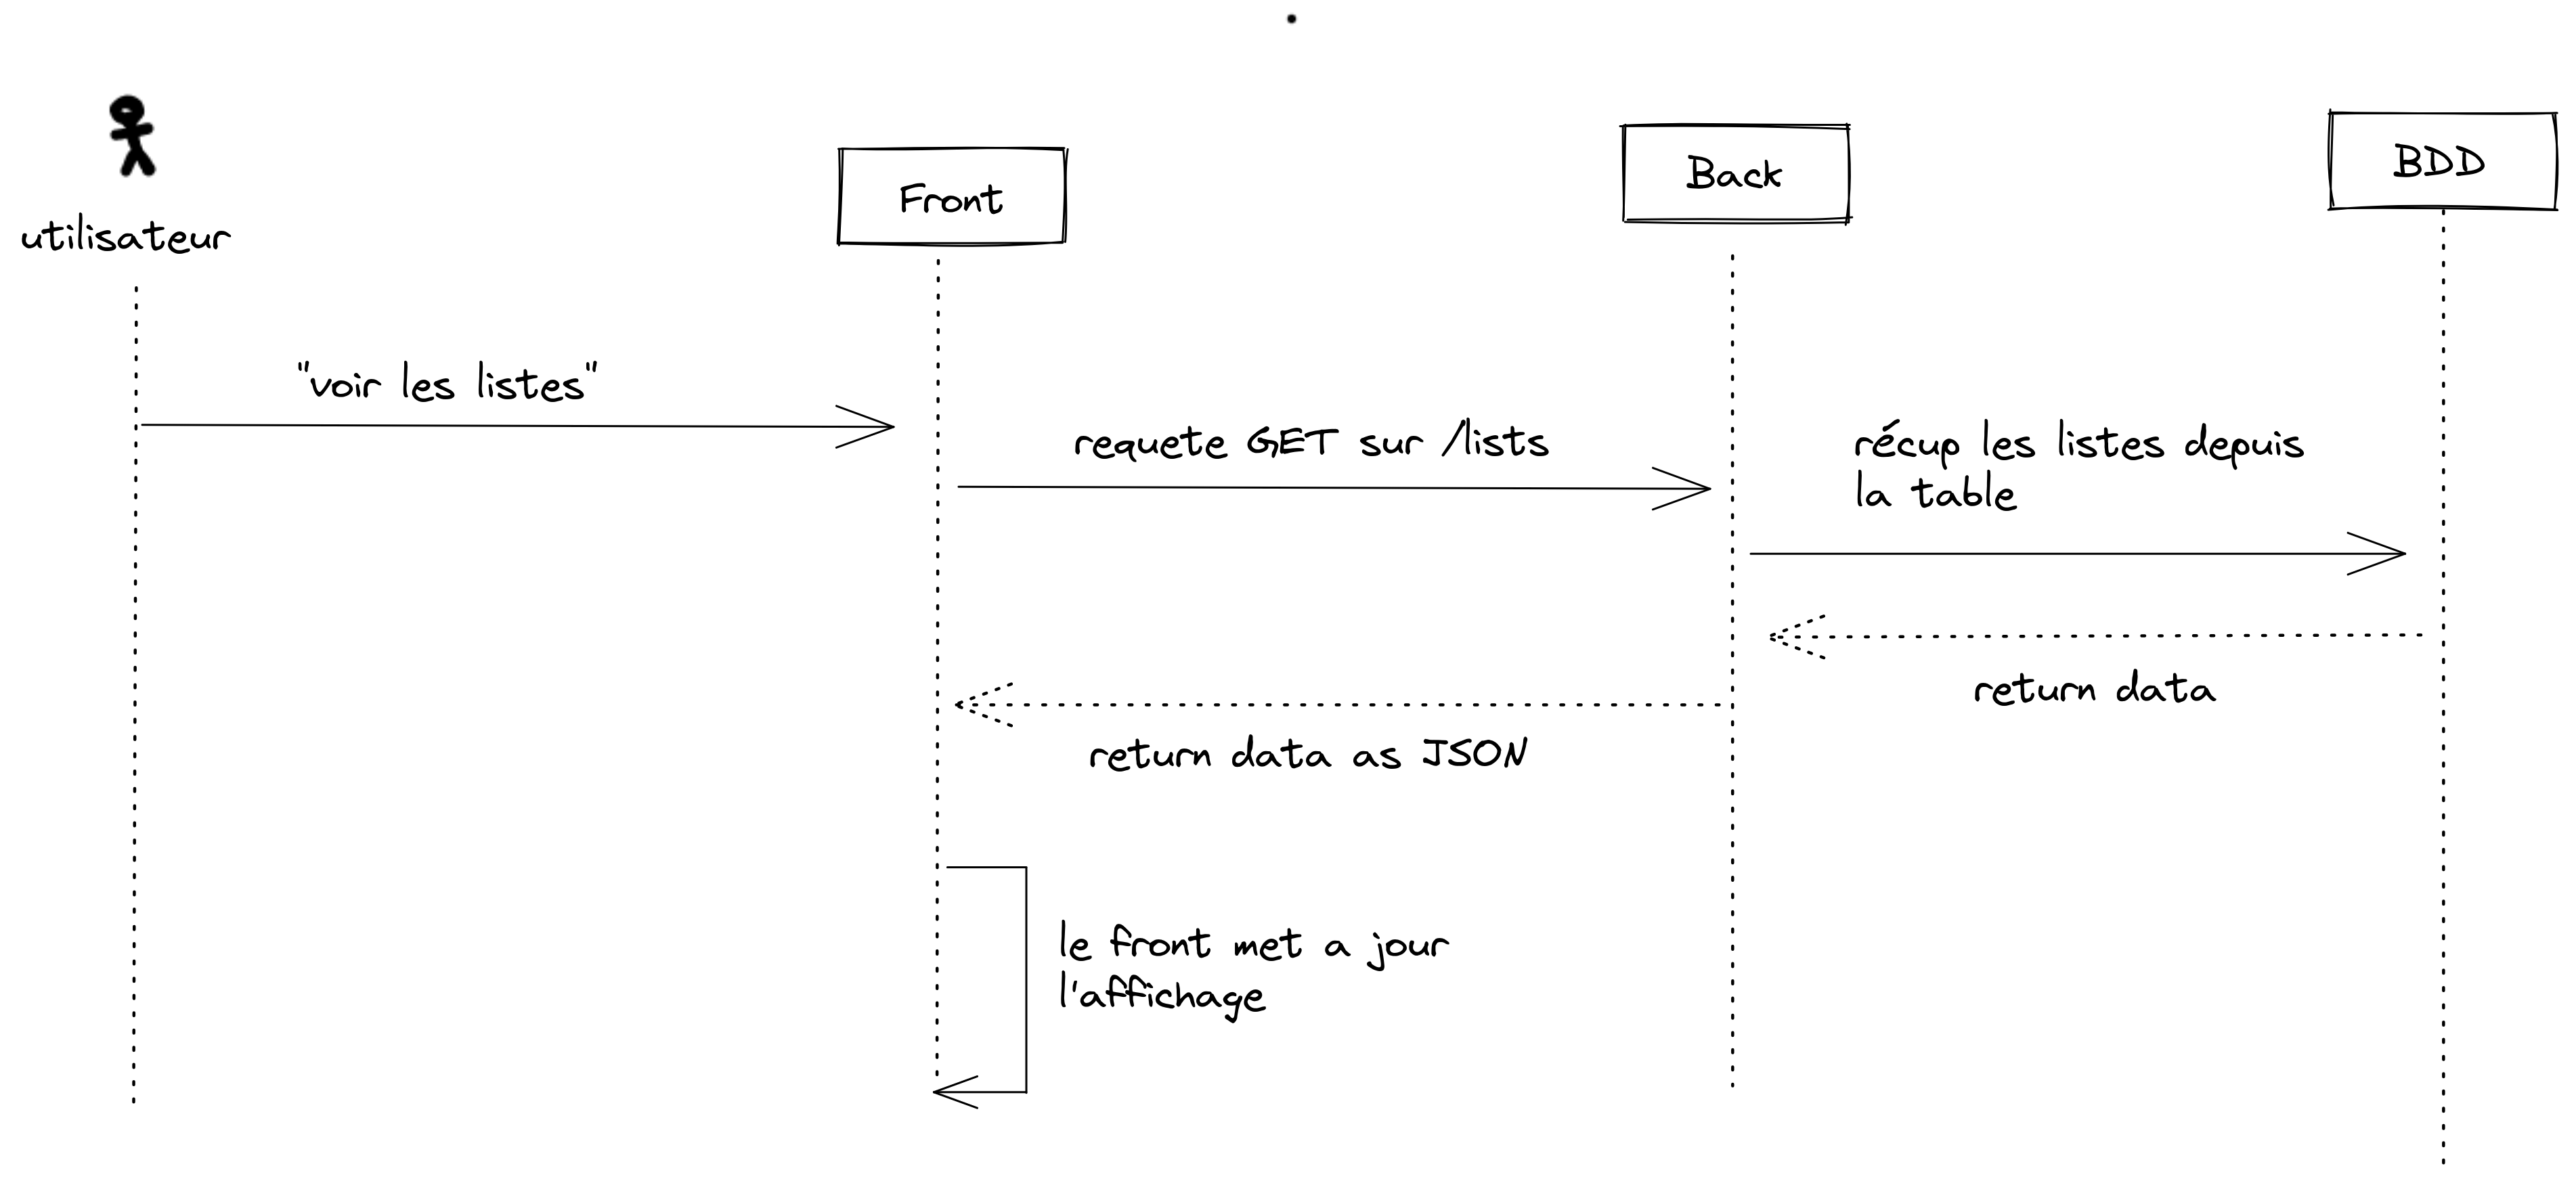 utilisateur
Front
Back
BDD
"voir les listes"
requete GET sur /lists
récup les listes depuis
la table
return data
return data as JSON
le front met a jour
l'affichage